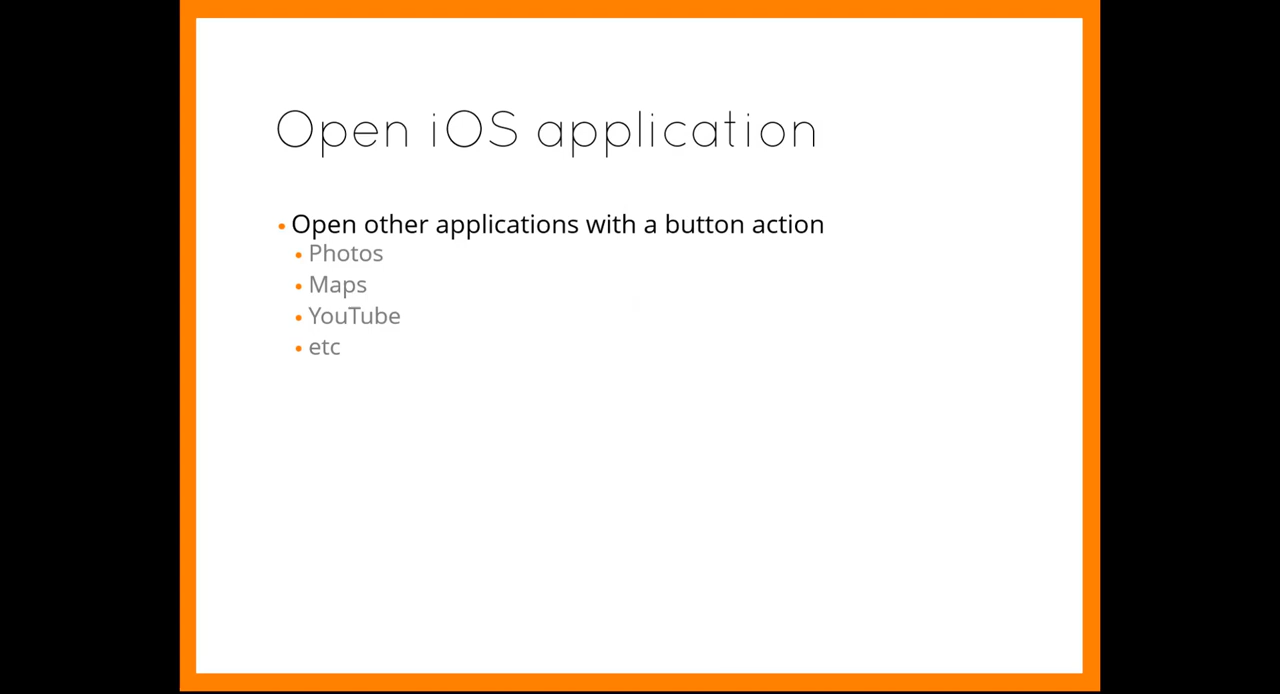 Open iOS application
• Open other applications with a button action
• Photos
• Maps
• YouTube
• etc